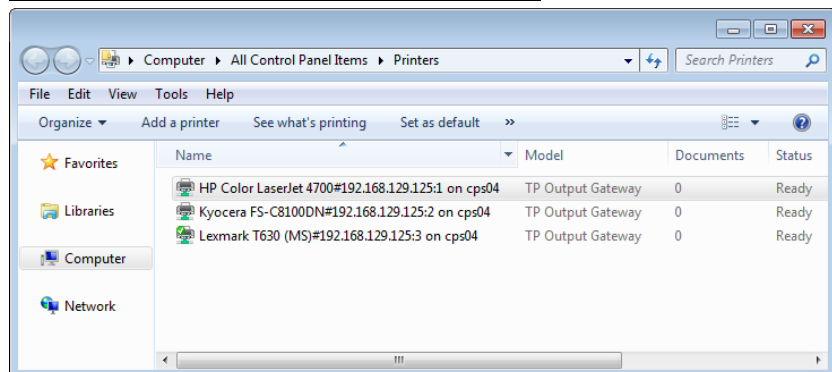 Computer ▸ All Control Panel Items ▸ Printers Search Printers
File Edit View Tools Help
Organize Add a printer See what's printing Set as default »
Favorites
Libraries
Computer
Network
Name Model Documents Status
HP Color LaserJet 4700#192.168.129.125:1 on cps04 TP Output Gateway 0 Ready
Kyocera FS-C8100DN#192.168.129.125:2 on cps04 TP Output Gateway 0 Ready
Lexmark T630 (MS)#192.168.129.125:3 on cps04 TP Output Gateway 0 Ready